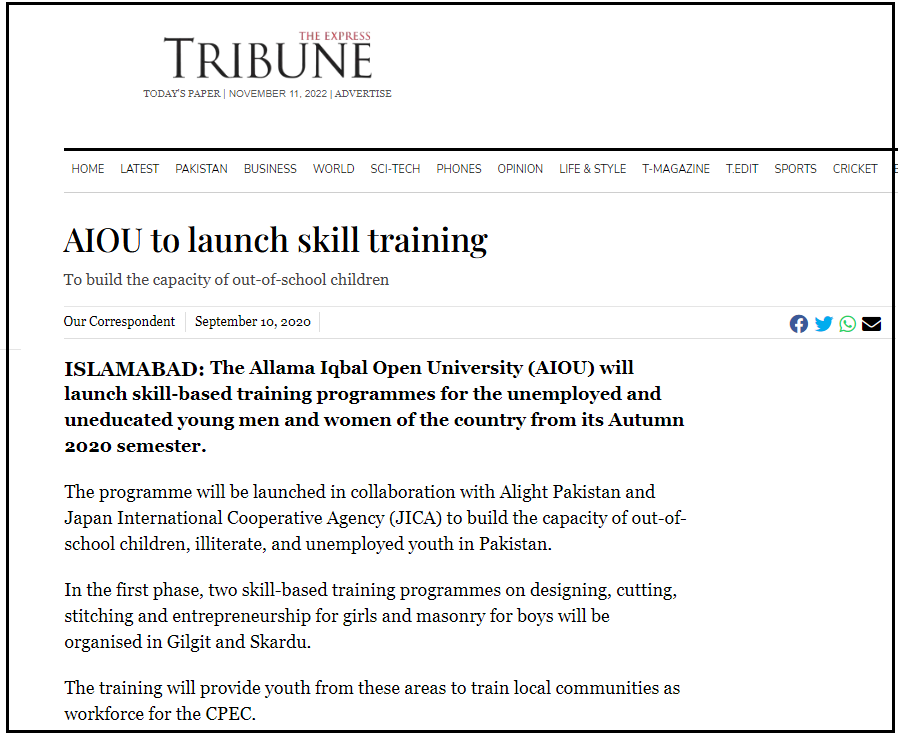 THE EXPRESS
TRIBUNE
TODAY'S PAPER | NOVEMBER 11, 2022 | ADVERTISE
HOME LATEST PAKISTAN BUSINESS WORLD SCI-TECH PHONES OPINION LIFE & STYLE T-MAGAZINE T.EDIT SPORTS CRICKET
AIOU to launch skill training
To build the capacity of out-of-school children
Our Correspondent September 10, 2020
ISLAMABAD: The Allama Iqbal Open University (AIOU) will
launch skill-based training programmes for the unemployed and
uneducated young men and women of the country from its Autumn
2020 semester.
The programme will be launched in collaboration with Alight Pakistan and
Japan International Cooperative Agency (JICA) to build the capacity of out-of-
school children, illiterate, and unemployed youth in Pakistan.
In the first phase, two skill-based training programmes on designing, cutting,
stitching and entrepreneurship for girls and masonry for boys will be
organised in Gilgit and Skardu.
The training will provide youth from these areas to train local communities as
workforce for the CPEC.